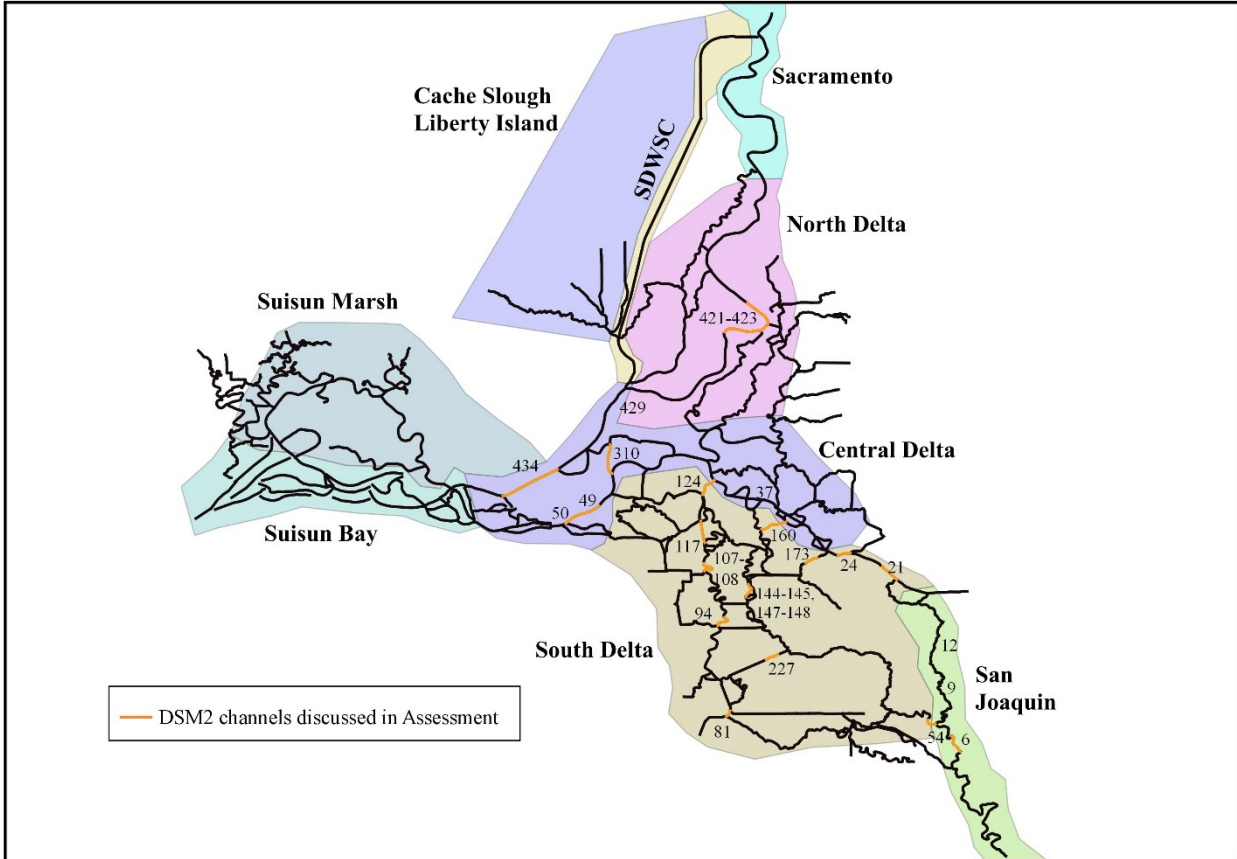 Sacramento
Cache Slough
Liberty Island
SDWSC
North Delta
Suisun Marsh
421-423
429
Central Delta
434
310
124
37
49
50
Suisun Bay
160
117
107-
108
173
24
21
144-145,
147-148
94
12
South Delta
227
San
Joaquin
9
DSM2 channels discussed in Assessment
81
54
6